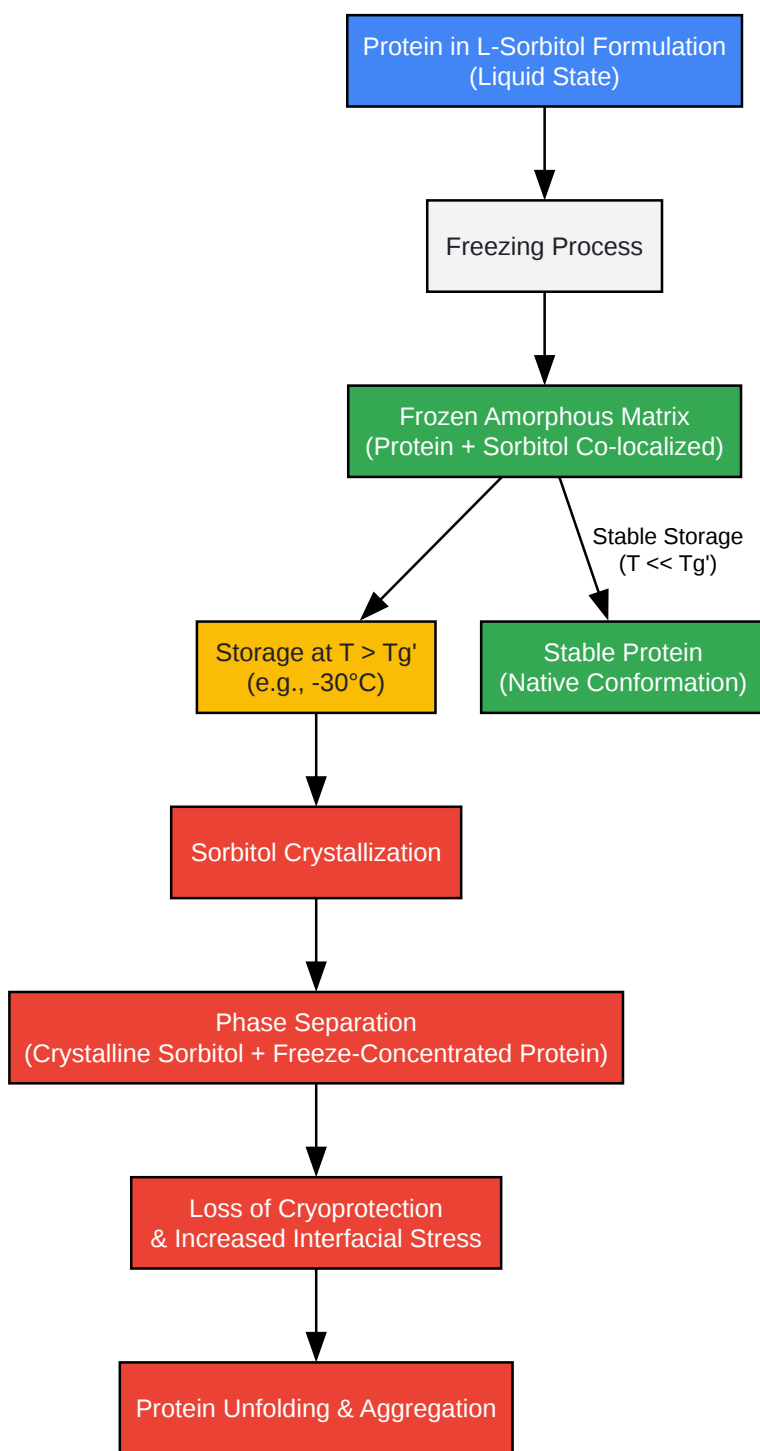 Protein in L-Sorbitol Formulation
(Liquid State)
Freezing Process
Frozen Amorphous Matrix
(Protein + Sorbitol Co-localized)
Stable Storage
(T << Tg')
Storage at T > Tg'
(e.g., -30°C)
Stable Protein
(Native Conformation)
Sorbitol Crystallization
Phase Separation
(Crystalline Sorbitol + Freeze-Concentrated Protein)
Loss of Cryoprotection
& Increased Interfacial Stress
Protein Unfolding & Aggregation